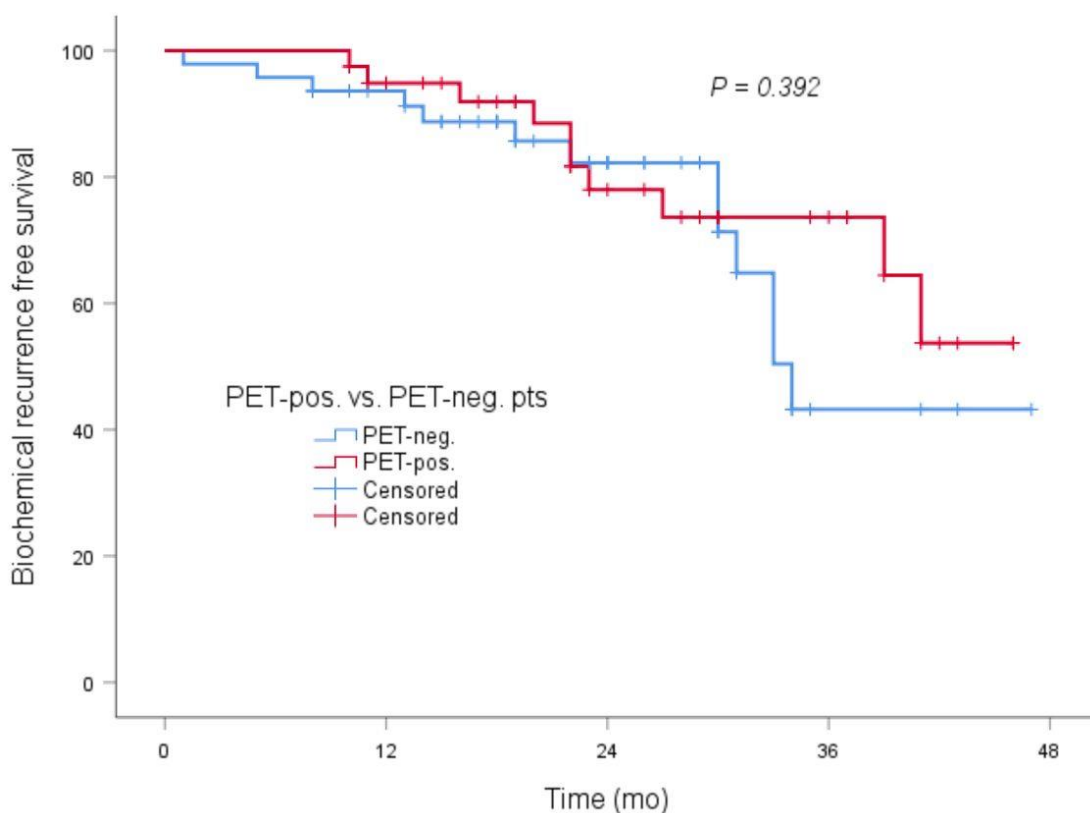 100
80
60
40
20
0
Biochemical recurrence free survival
P = 0.392
PET-pos. vs. PET-neg. pts
PET-neg.
PET-pos.
Censored
Censored
0 12 24 36 48
Time (mo)